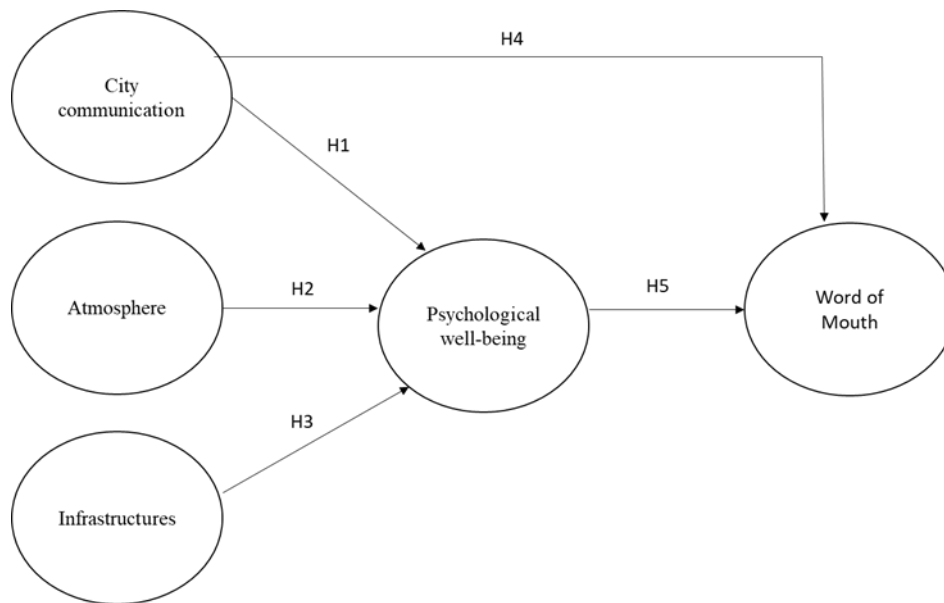 H4
City
communication
H1
Atmosphere
H2
Psychological
well-being
H5
Word of
Mouth
H3
Infrastructures